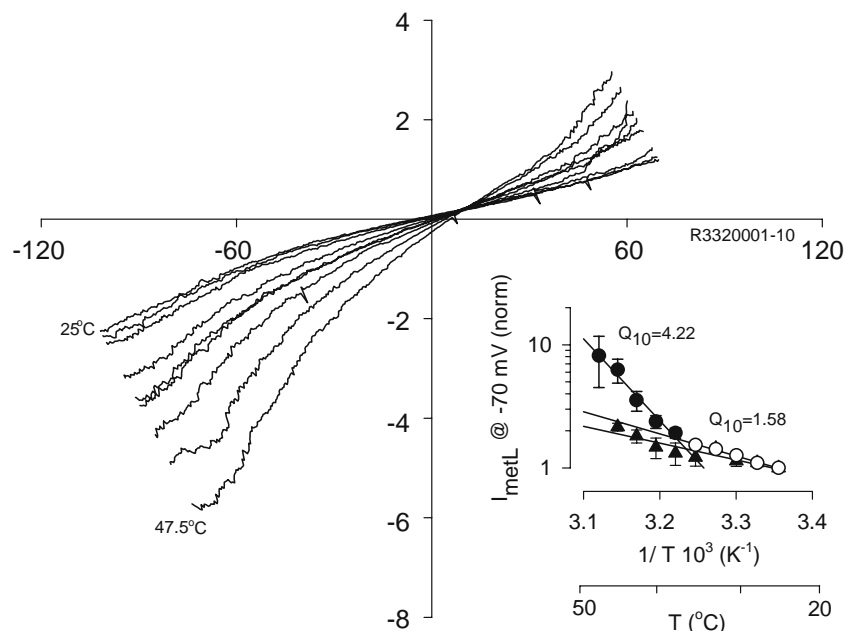 4
2
-120
-60
60
120
R3320001-10
25°C
-2
-4
-6
-8
47.5°C
I metL @ -70 mV (norm)
10
1
Q10=4.22
Q10=1.58
3.1
3.2
3.3
3.4
1/ T 10³ (K⁻¹)
50
20
T (°C)